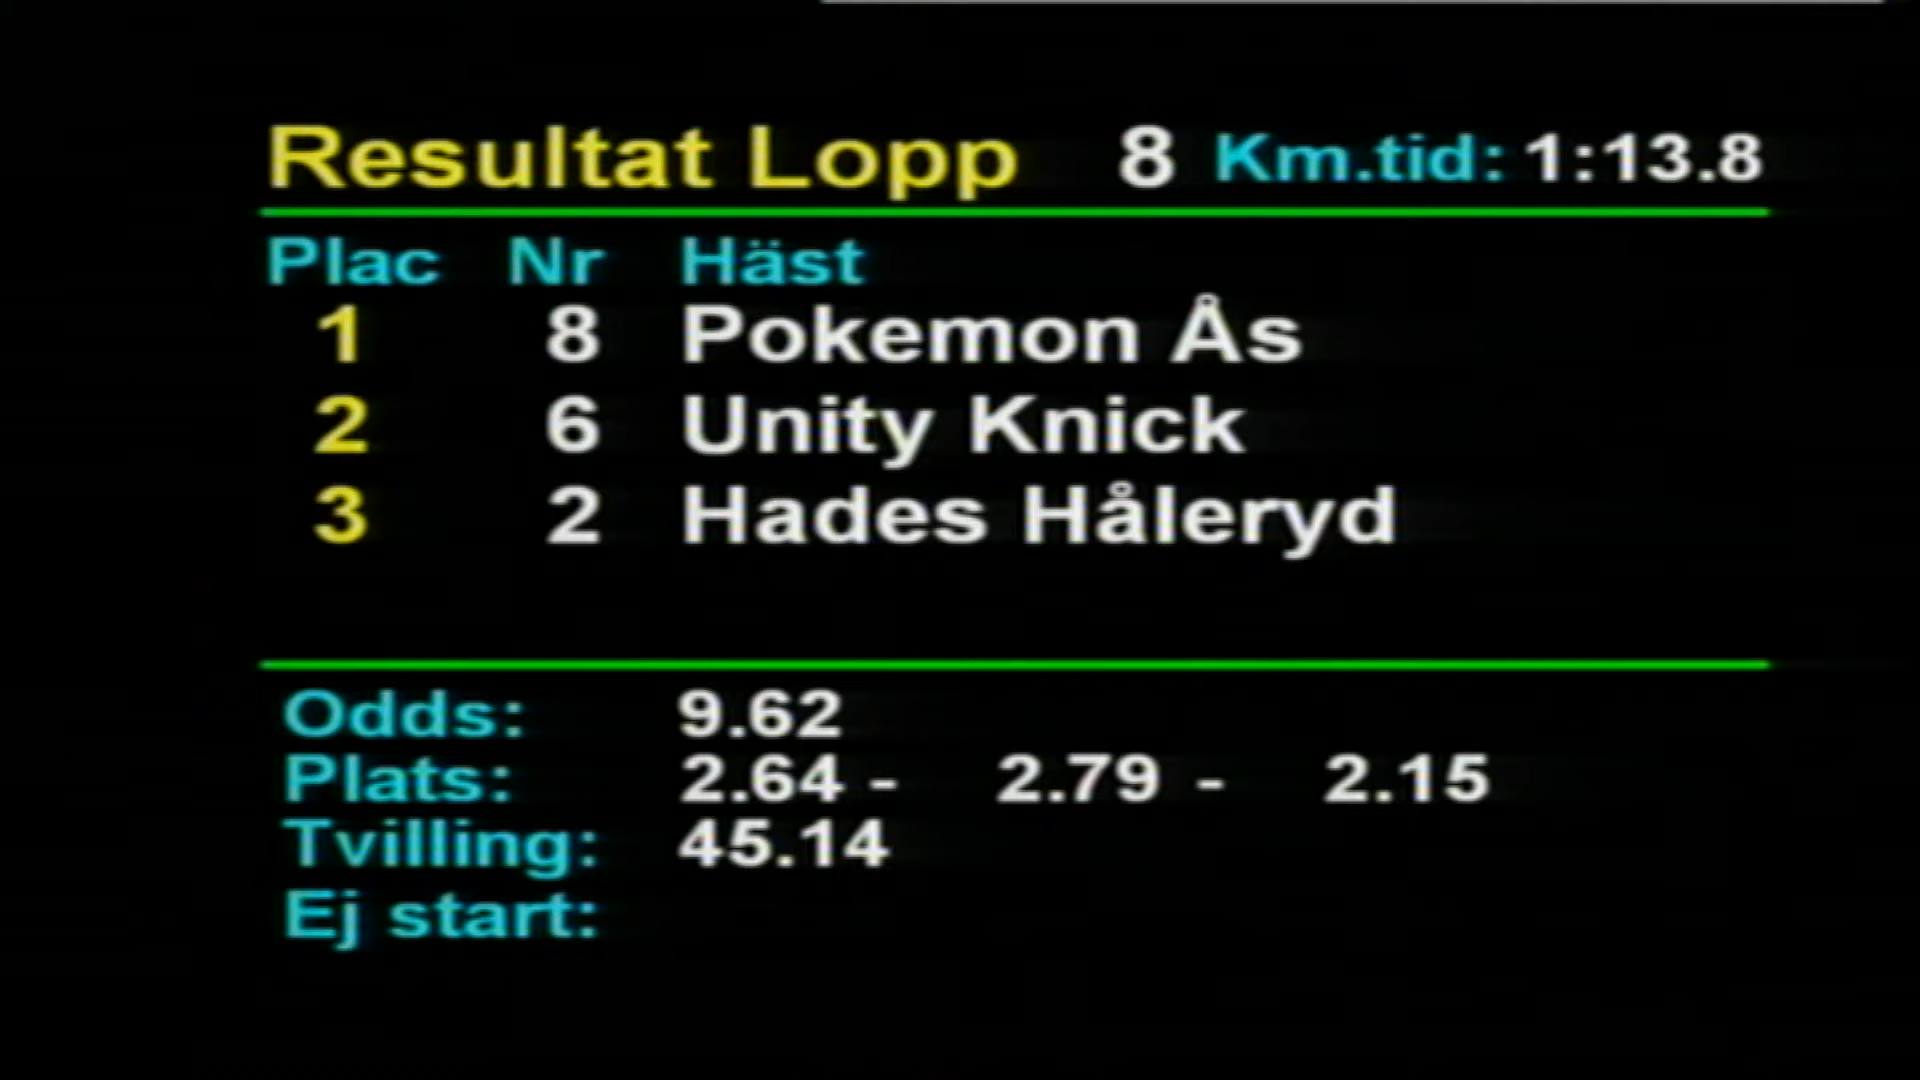 Resultat Lopp 8 Km.tid: 1:13.8
Plac Nr Häst
1 8 Pokemon Ås
2 6 Unity Knick
3 2 Hades Håleryd
Odds: 9.62
Plats: 2.64 - 2.79 - 2.15
Tvilling: 45.14
Ej start: